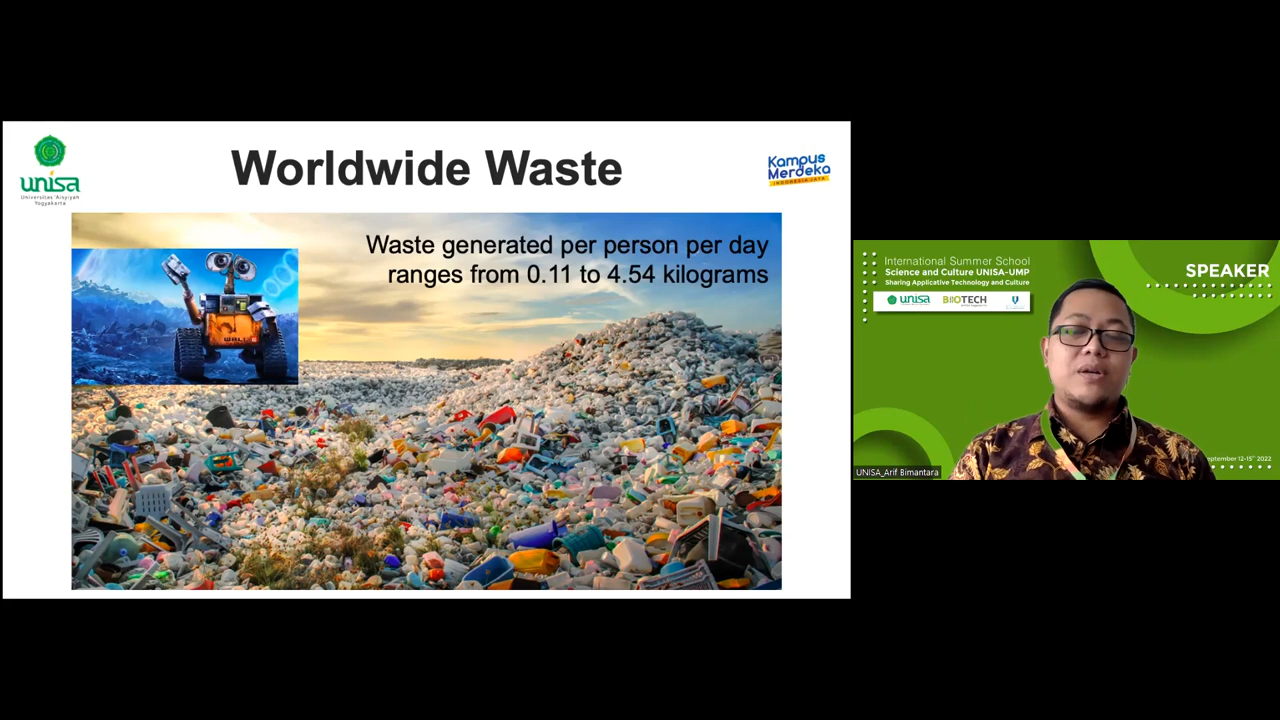 unisa
Universitas 'Aisyiyah
Yogyakarta
Worldwide Waste
Kampus
Merdeka
INDONESIA JAYA
Waste generated per person per day
ranges from 0.11 to 4.54 kilograms
WALL
International Summer School
Science and Culture UNISA-UMP
Sharing Applicative Technology and Culture
unisa
BIOTECH
SPEAKER
UNISA_Arif Bimantara
September 12-15th 2022